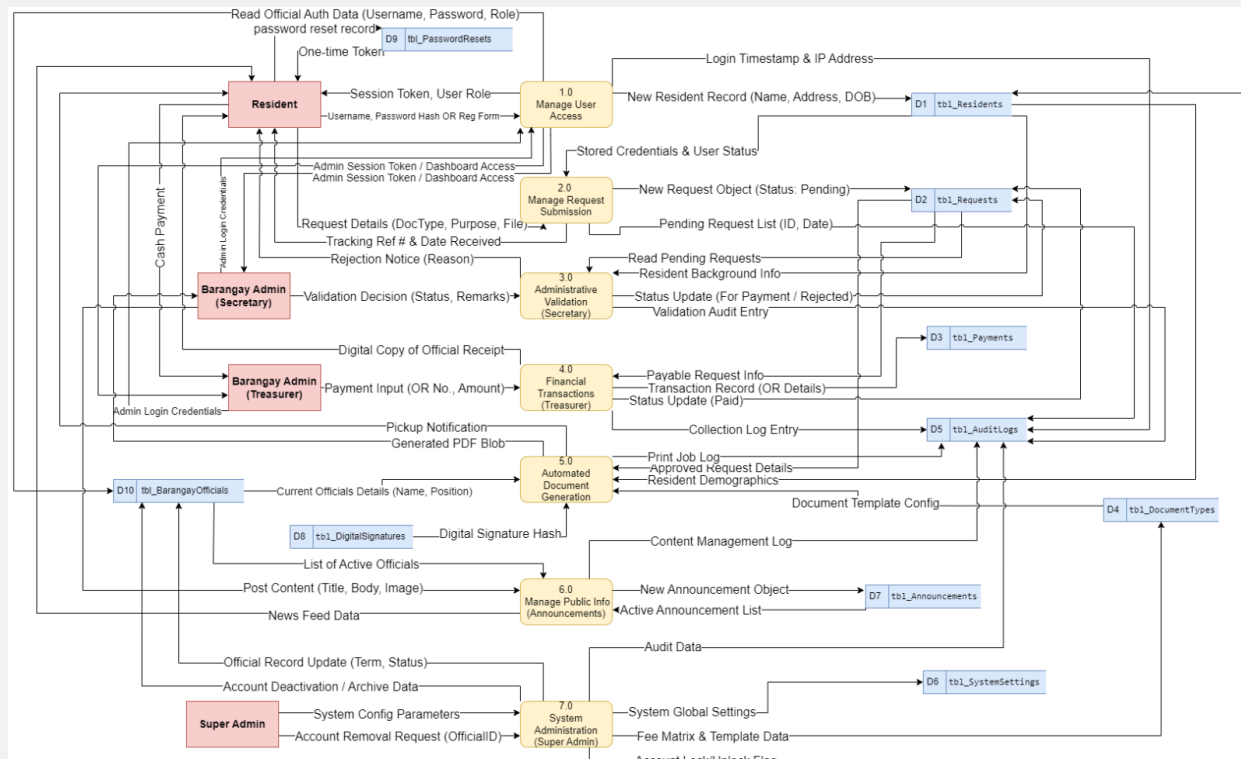 Read Official Auth Data (Username, Password, Role)
password reset record
D9 tbl_PasswordResets
One-time Token
Login Timestamp & IP Address
Resident
Session Token, User Role
1.0
Manage User
Access
New Resident Record (Name, Address, DOB)
D1 tbl_Residents
Username, Password Hash OR Reg Form
Stored Credentials & User Status
Admin Session Token / Dashboard Access
Admin Session Token / Dashboard Access
2.0
Manage Request
Submission
New Request Object (Status: Pending)
D2 tbl_Requests
Cash Payment
Admin Login Credentials
Request Details (DocType, Purpose, File)
Pending Request List (ID, Date)
Tracking Ref # & Date Received
Rejection Notice (Reason)
Read Pending Requests
Resident Background Info
Barangay Admin
(Secretary)
Validation Decision (Status, Remarks)
3.0
Administrative
Validation
(Secretary)
Status Update (For Payment / Rejected)
Validation Audit Entry
D3 tbl_Payments
Digital Copy of Official Receipt
Barangay Admin
(Treasurer)
Payment Input (OR No., Amount)
4.0
Financial
Transactions
(Treasurer)
Payable Request Info
Transaction Record (OR Details)
Status Update (Paid)
Admin Login Credentials
Pickup Notification
Collection Log Entry
D5 tbl_AuditLogs
Generated PDF Blob
5.0
Automated
Document
Generation
Print Job Log
Approved Request Details
Resident Demographics
D10 tbl_BarangayOfficials
Current Officials Details (Name, Position)
Document Template Config
D4 tbl_DocumentTypes
D8 tbl_DigitalSignatures
Digital Signature Hash
Content Management Log
List of Active Officials
Post Content (Title, Body, Image)
6.0
Manage Public Info
(Announcements)
New Announcement Object
D7 tbl_Announcements
Active Announcement List
News Feed Data
Audit Data
Official Record Update (Term, Status)
Account Deactivation / Archive Data
D6 tbl_SystemSettings
Super Admin
System Config Parameters
7.0
System
Administration
(Super Admin)
System Global Settings
Account Removal Request (OfficialID)
Fee Matrix & Template Data
Account Lock/Unlock Flag